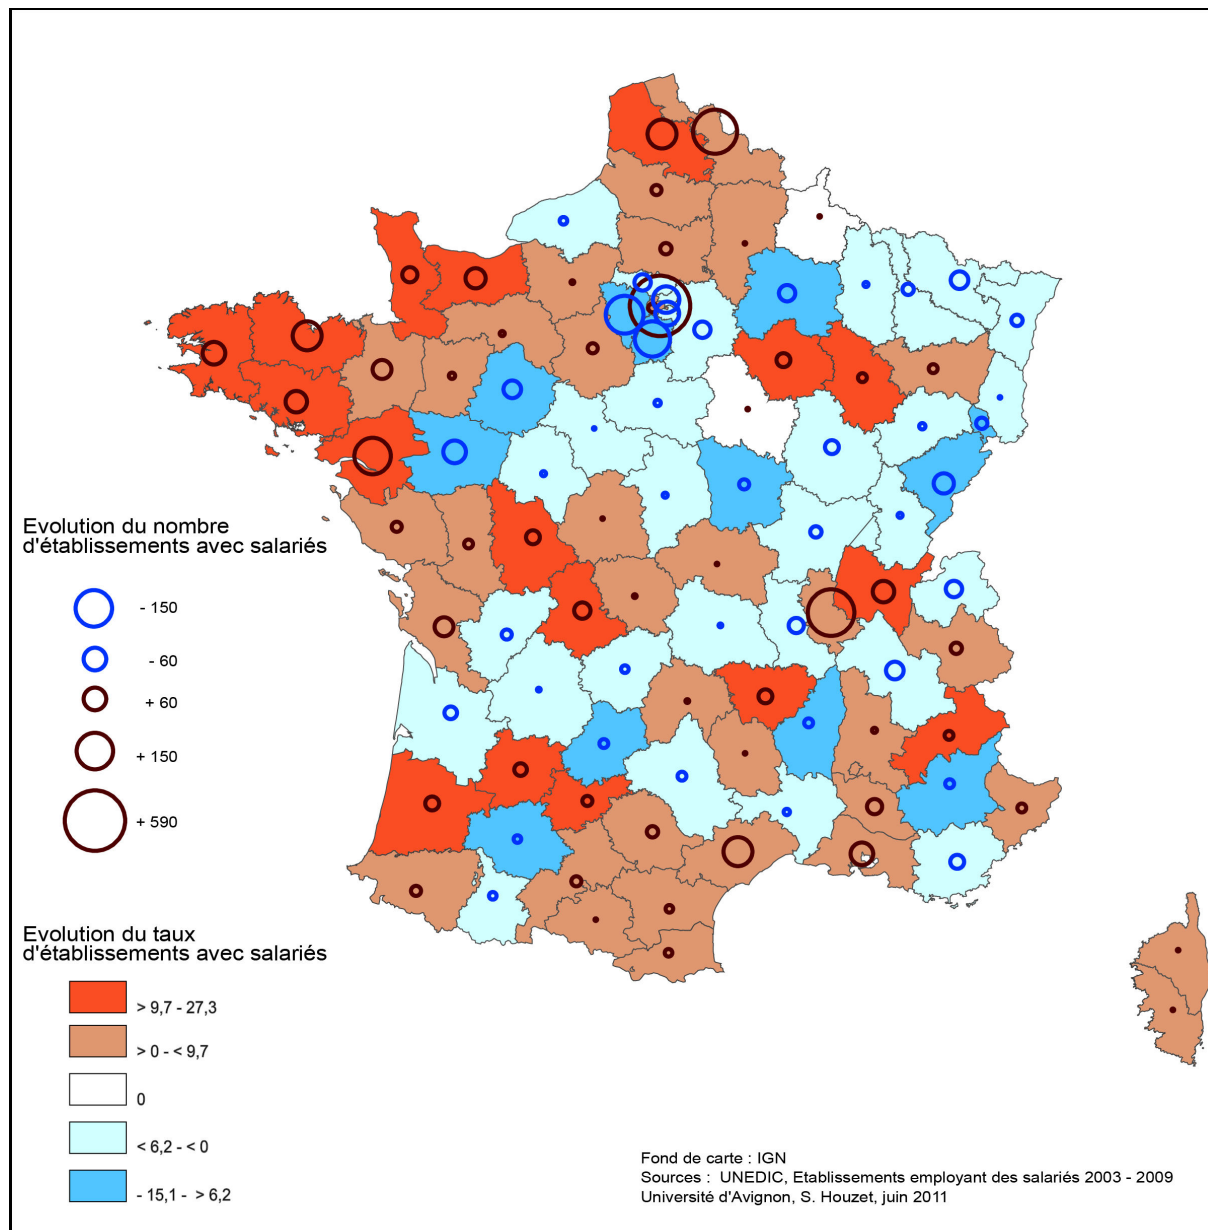 Evolution du nombre
d'établissements avec salariés
- 150
- 60
+ 60
+ 150
+ 590
Evolution du taux
d'établissements avec salariés
> 9,7 - 27,3
> 0 - < 9,7
0
< 6,2 - < 0
- 15,1 - > 6,2
Fond de carte : IGN
Sources : UNEDIC, Etablissements employant des salariés 2003 - 2009
Université d'Avignon, S. Houzet, juin 2011